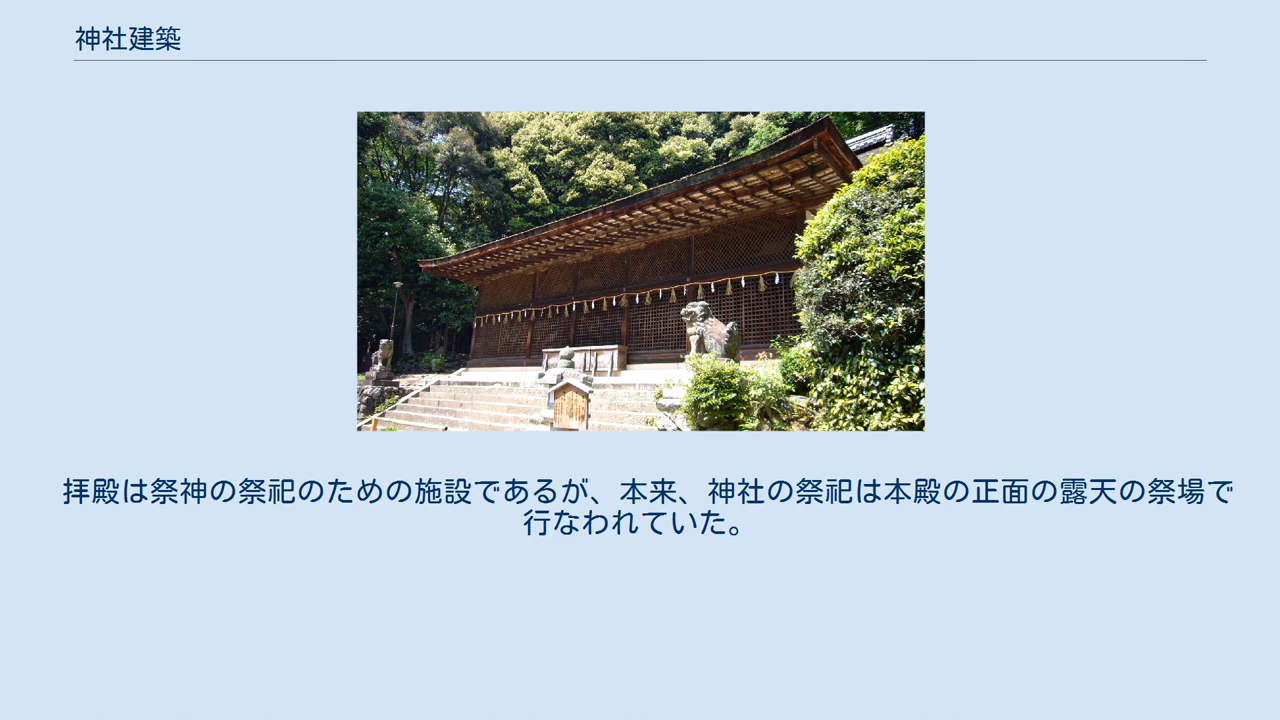 神社建築
拝殿は祭神の祭祀のための施設であるが、本来、神社の祭祀は本殿の正面の露天の祭場で
行なわれていた。